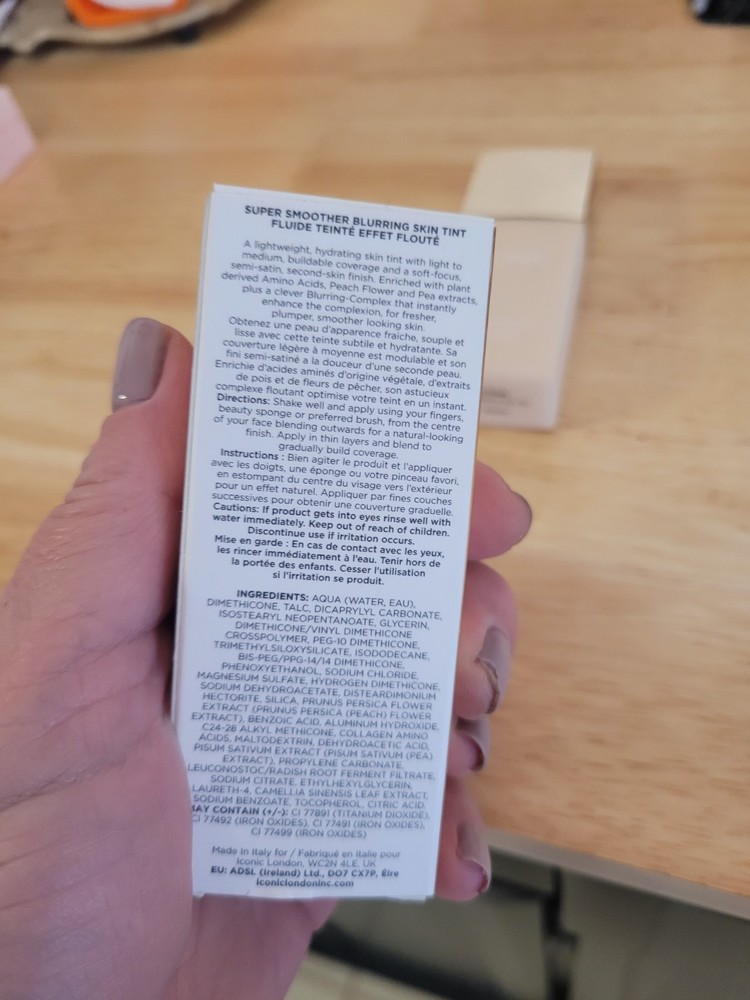 SUPER SMOOTHER BLURRING SKIN TINT
FLUIDE TEINTÉ EFFET FLOUTÉ
A lightweight, hydrating skin tint with light to
medium, buildable coverage and a soft-focus,
semi-satin, second-skin finish. Enriched with plant
derived Amino Acids, Peach Flower and Pea extracts,
plus a clever Blurring-Complex that instantly
enhance the complexion, for fresher,
plumper, smoother looking skin.
Obtenez une peau d'apparence fraîche, souple et
lisse avec cette teinte subtile et hydratante. Sa
couverture légère à moyenne est modulable et son
fini semi-satiné a la douceur d'une seconde peau.
Enrichie d'acides aminés d'origine végétale, d'extraits
de pois et de fleurs de pêcher, son astucieux
complexe floutant optimise votre teint en un instant.
Directions: Shake well and apply using your fingers,
beauty sponge or preferred brush, from the centre
of your face blending outwards for a natural-looking
finish. Apply in thin layers and blend to
gradually build coverage.
Instructions : Bien agiter le produit et l'appliquer
avec les doigts, une éponge ou votre pinceau favori,
en estompant du centre du visage vers l'extérieur
pour un effet naturel. Appliquer par fines couches
successives pour obtenir une couverture graduelle.
Cautions: If product gets into eyes rinse well with
water immediately. Keep out of reach of children.
Discontinue use if irritation occurs.
Mise en garde : En cas de contact avec les yeux,
les rincer immédiatement à l'eau. Tenir hors de
la portée des enfants. Cesser l'utilisation
si l'irritation se produit.
INGREDIENTS: AQUA (WATER, EAU),
DIMETHICONE, TALC, DICAPRYLYL CARBONATE,
ISOSTEARYL NEOPENTANOATE, GLYCERIN,
DIMETHICONE/VINYL DIMETHICONE
CROSSPOLYMER, PEG-10 DIMETHICONE,
TRIMETHYLSILOXYSILICATE, ISODODECANE,
BIS-PEG/PPG-14/14 DIMETHICONE,
PHENOXYETHANOL, SODIUM CHLORIDE,
MAGNESIUM SULFATE, HYDROGEN DIMETHICONE,
SODIUM DEHYDROACETATE, DISTEARDIMONIUM
HECTORITE, SILICA, PRUNUS PERSICA FLOWER
EXTRACT (PRUNUS PERSICA (PEACH) FLOWER
EXTRACT), BENZOIC ACID, ALUMINUM HYDROXIDE,
C24-28 ALKYL METHICONE, COLLAGEN AMINO
ACIDS, MALTODEXTRIN, DEHYDROACETIC ACID,
PISUM SATIVUM EXTRACT (PISUM SATIVUM (PEA)
EXTRACT), PROPYLENE CARBONATE,
LEUCONOSTOC/RADISH ROOT FERMENT FILTRATE,
SODIUM CITRATE, ETHYLHEXYLGLYCERIN,
LAURETH-4, CAMELLIA SINENSIS LEAF EXTRACT,
SODIUM BENZOATE, TOCOPHEROL, CITRIC ACID.
MAY CONTAIN (+/-): CI 77891 (TITANIUM DIOXIDE),
CI 77492 (IRON OXIDES), CI 77491 (IRON OXIDES),
CI 77499 (IRON OXIDES)
Made in Italy for / Fabriqué en Italie pour
Iconic London, WC2N 4LE, UK
EU: ADSL (Ireland) Ltd., DO7 CX7P, Éire
iconiclondoninc.com